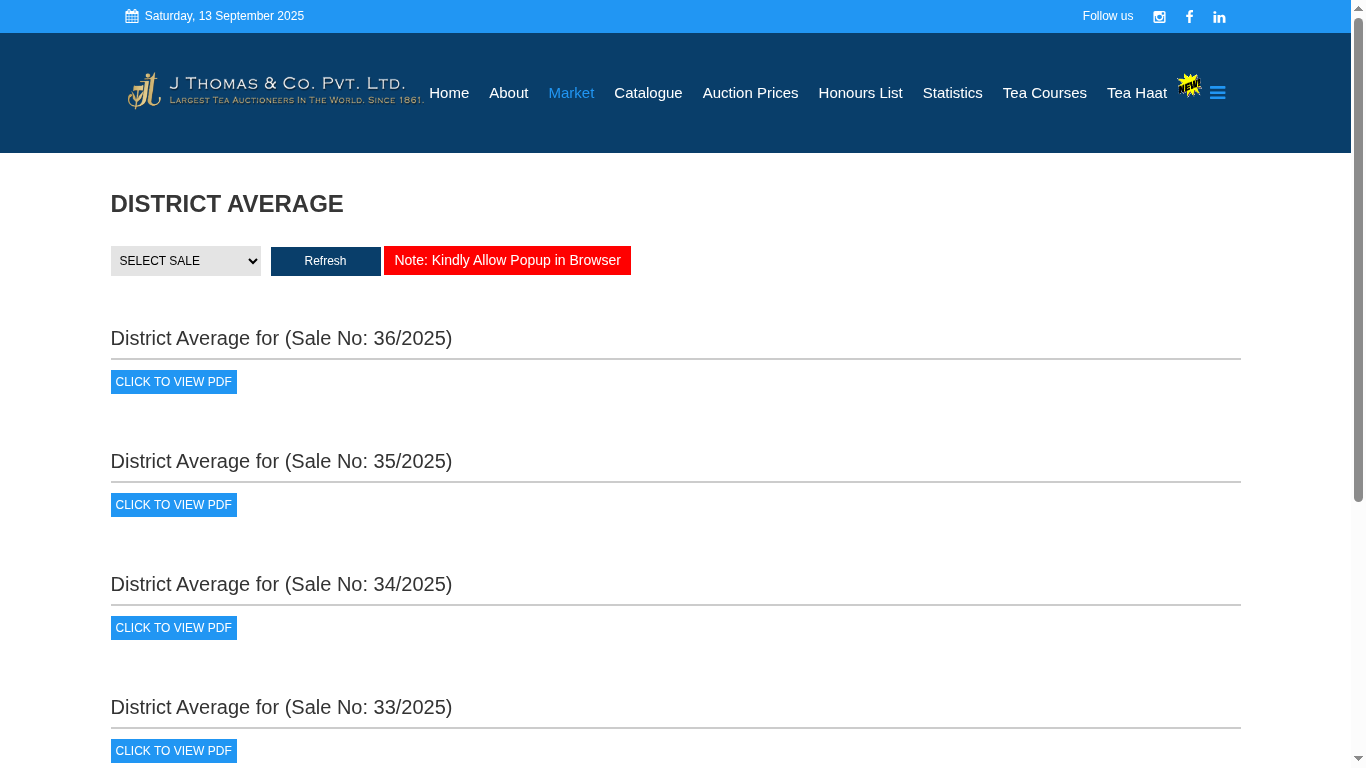 Saturday, 13 September 2025
Follow us
J Thomas & Co. Pvt. Ltd.
Largest Tea Auctioneers In The World. Since 1861.
Home About Market Catalogue Auction Prices Honours List Statistics Tea Courses Tea Haat NEW!
DISTRICT AVERAGE
SELECT SALE Refresh Note: Kindly Allow Popup in Browser
District Average for (Sale No: 36/2025)
CLICK TO VIEW PDF
District Average for (Sale No: 35/2025)
CLICK TO VIEW PDF
District Average for (Sale No: 34/2025)
CLICK TO VIEW PDF
District Average for (Sale No: 33/2025)
CLICK TO VIEW PDF